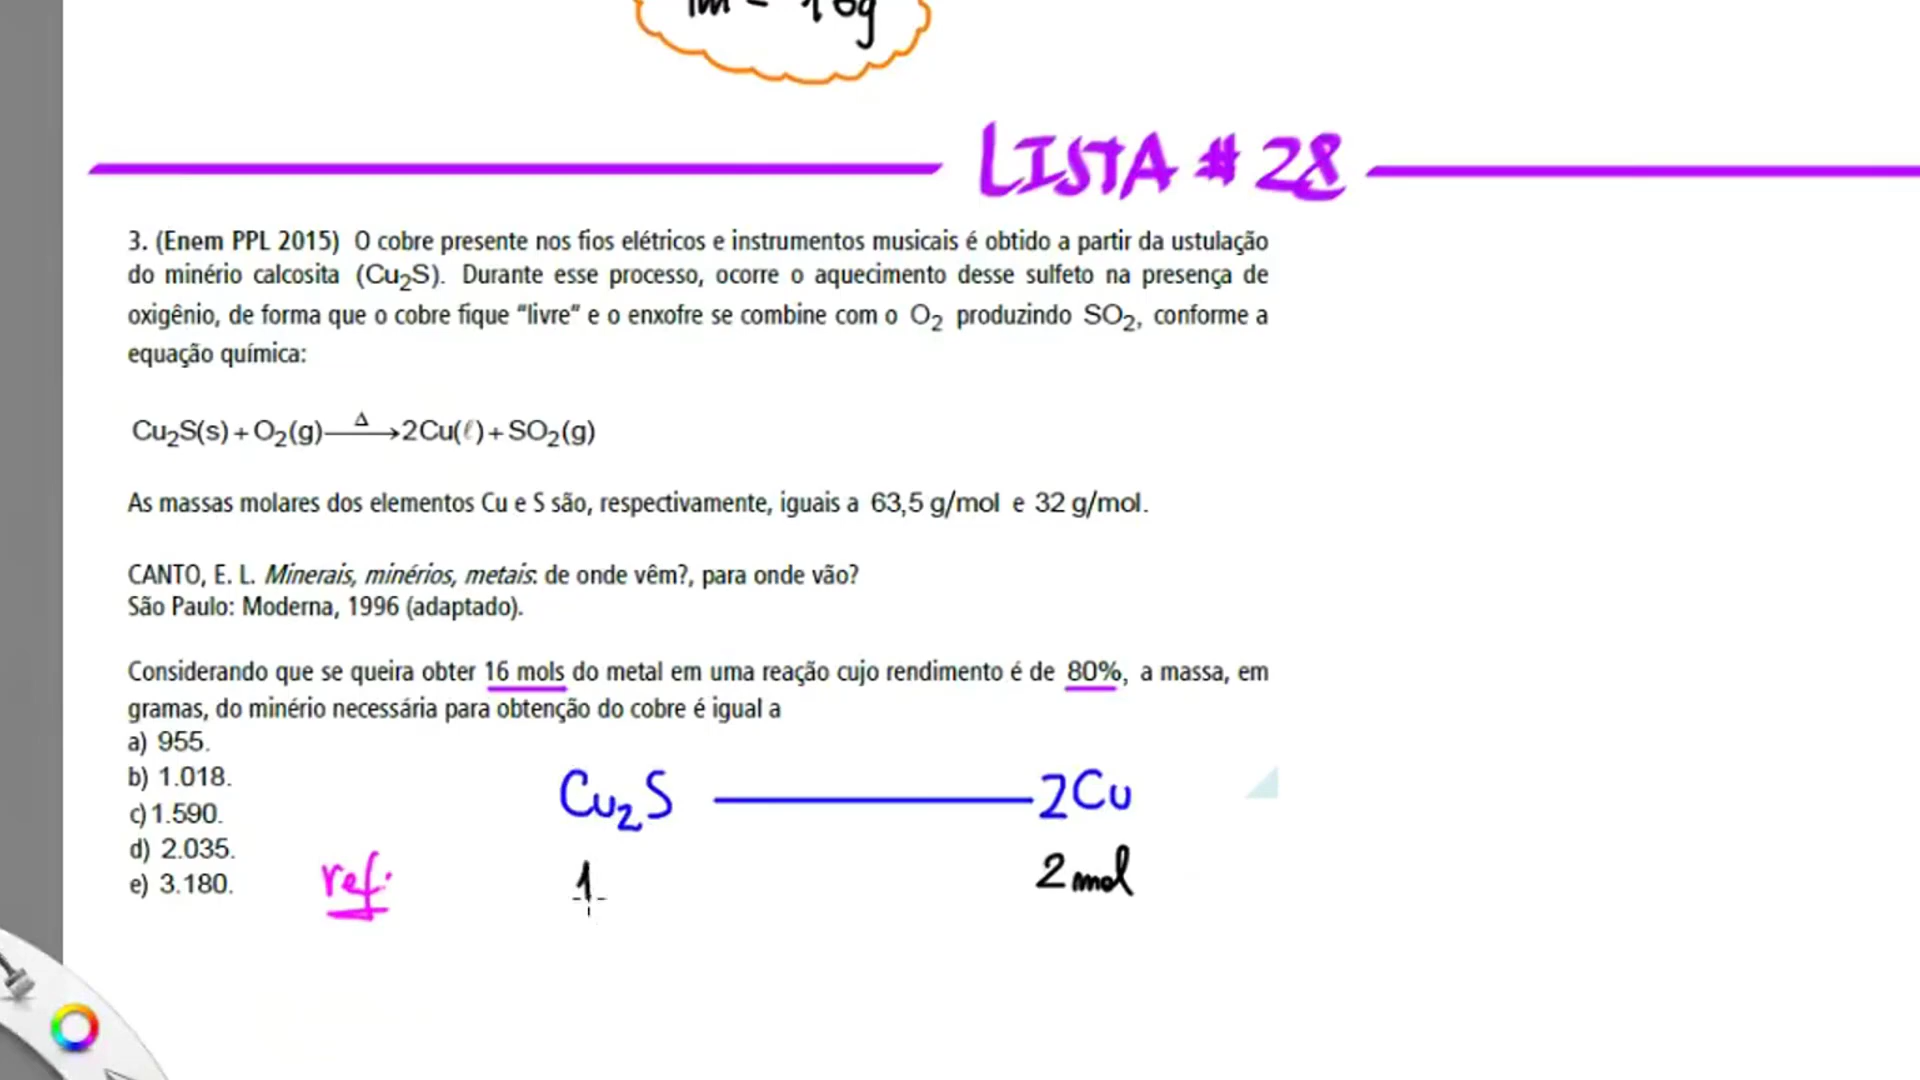 LISTA # 28
3. (Enem PPL 2015) O cobre presente nos fios elétricos e instrumentos musicais é obtido a partir da ustulação
do minério calcosita (Cu₂S). Durante esse processo, ocorre o aquecimento desse sulfeto na presença de
oxigênio, de forma que o cobre fique “livre” e o enxofre se combine com o O₂ produzindo SO₂, conforme a
equação química:
Cu₂S(s) + O₂(g) —Δ→ 2Cu(ℓ) + SO₂(g)
As massas molares dos elementos Cu e S são, respectivamente, iguais a 63,5 g/mol e 32 g/mol.
CANTO, E. L. Minerais, minérios, metais: de onde vêm?, para onde vão?
São Paulo: Moderna, 1996 (adaptado).
Considerando que se queira obter 16 mols do metal em uma reação cujo rendimento é de 80%, a massa, em
gramas, do minério necessária para obtenção do cobre é igual a
a) 955.
b) 1.018.
c) 1.590.
d) 2.035.
e) 3.180.
Cu₂S — 2Cu
ref. 1 2 mol